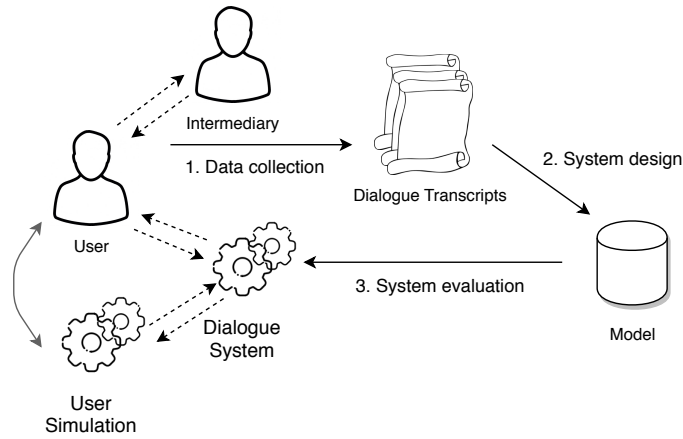 Intermediary
1. Data collection
2. System design
Dialogue Transcripts
User
3. System evaluation
Dialogue
System
Model
User
Simulation